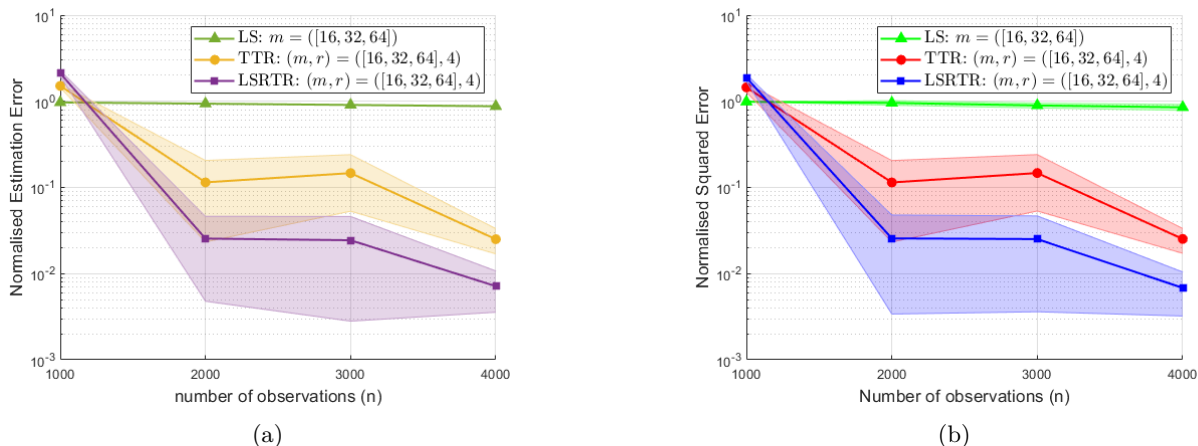 Normalised Estimation Error
10^1
10^0
10^-1
10^-2
10^-3
LS: m = ([16, 32, 64])
TTR: (m, r) = ([16, 32, 64], 4)
LSRTR: (m, r) = ([16, 32, 64], 4)
1000 2000 3000 4000
number of observations (n)
(a)
Normalised Squared Error
10^1
10^0
10^-1
10^-2
10^-3
LS: m = ([16, 32, 64])
TTR: (m, r) = ([16, 32, 64], 4)
LSRTR: (m, r) = ([16, 32, 64], 4)
1000 2000 3000 4000
Number of observations (n)
(b)